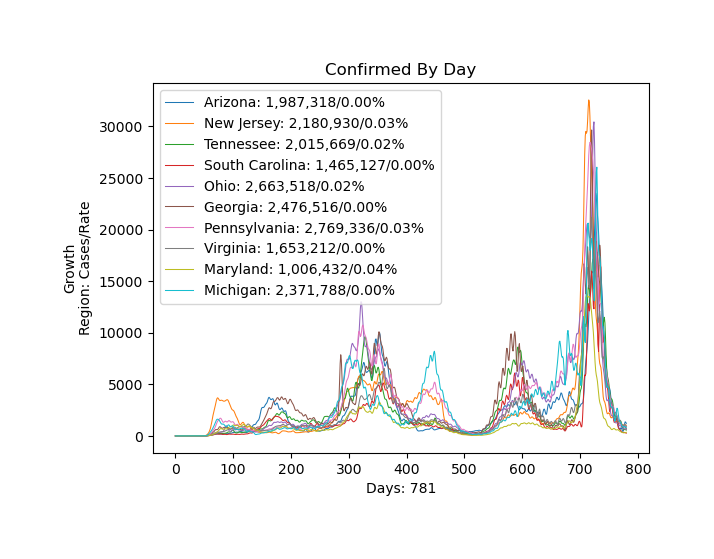 Confirmed By Day
Growth
Region: Cases/Rate
30000
25000
20000
15000
10000
5000
0
Arizona: 1,987,318/0.00%
New Jersey: 2,180,930/0.03%
Tennessee: 2,015,669/0.02%
South Carolina: 1,465,127/0.00%
Ohio: 2,663,518/0.02%
Georgia: 2,476,516/0.00%
Pennsylvania: 2,769,336/0.03%
Virginia: 1,653,212/0.00%
Maryland: 1,006,432/0.04%
Michigan: 2,371,788/0.00%
0 100 200 300 400 500 600 700 800
Days: 781